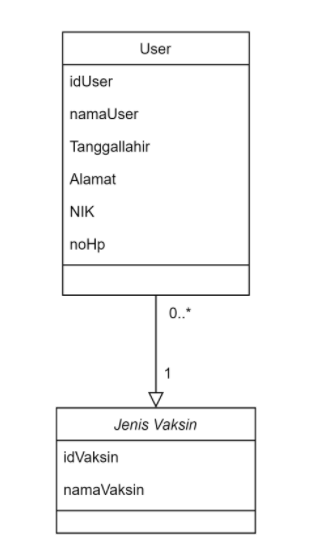 User
idUser
namaUser
Tanggallahir
Alamat
NIK
noHp
0..*
1
Jenis Vaksin
idVaksin
namaVaksin